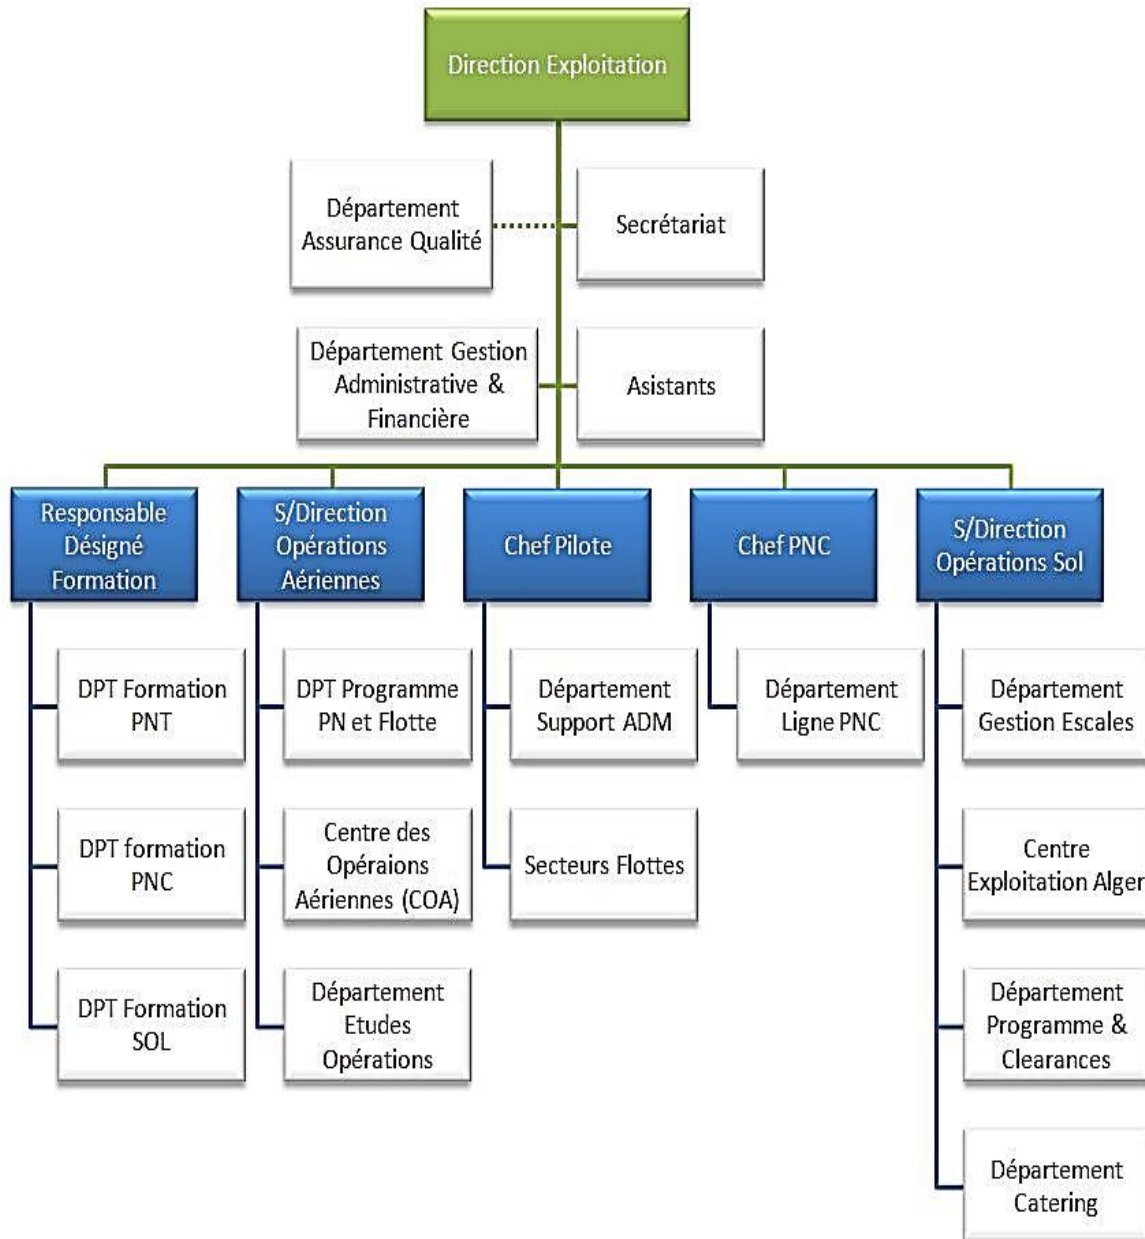 Direction Exploitation
Département
Assurance Qualité
Secrétariat
Département Gestion
Administrative &
Financière
Asistants
Responsable
Désigné
Formation
S/Direction
Opérations
Aériennes
Chef Pilote
Chef PNC
S/Direction
Opérations Sol
DPT Formation
PNT
DPT formation
PNC
DPT Formation
SOL
DPT Programme
PN et Flotte
Centre des
Opéraions
Aériennes (COA)
Département
Etudes
Opérations
Département
Support ADM
Secteurs Flottes
Département
Ligne PNC
Département
Gestion Escales
Centre
Exploitation Alger
Département
Programme &
Clearances
Département
Catering